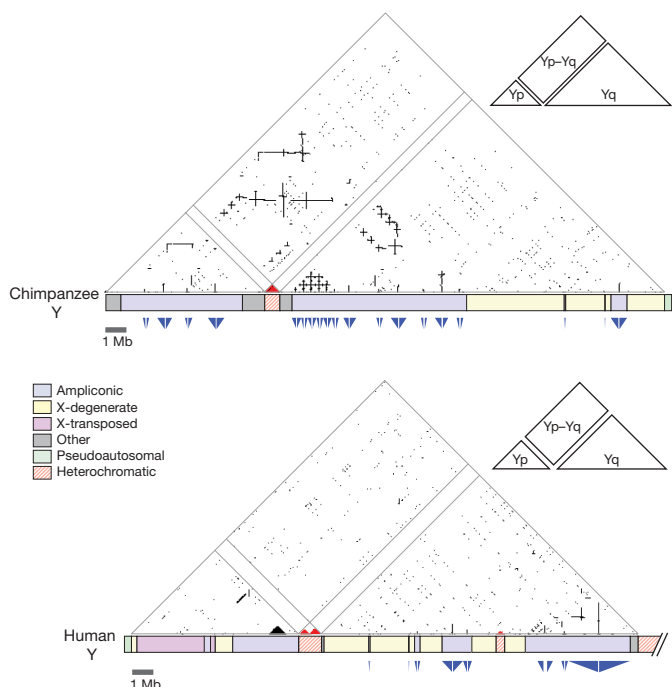 Yp–Yq
Yp
Yq
Chimpanzee
Y
1 Mb
Ampliconic
X-degenerate
X-transposed
Other
Pseudoautosomal
Heterochromatic
Yp–Yq
Yp
Yq
Human
Y
1 Mb